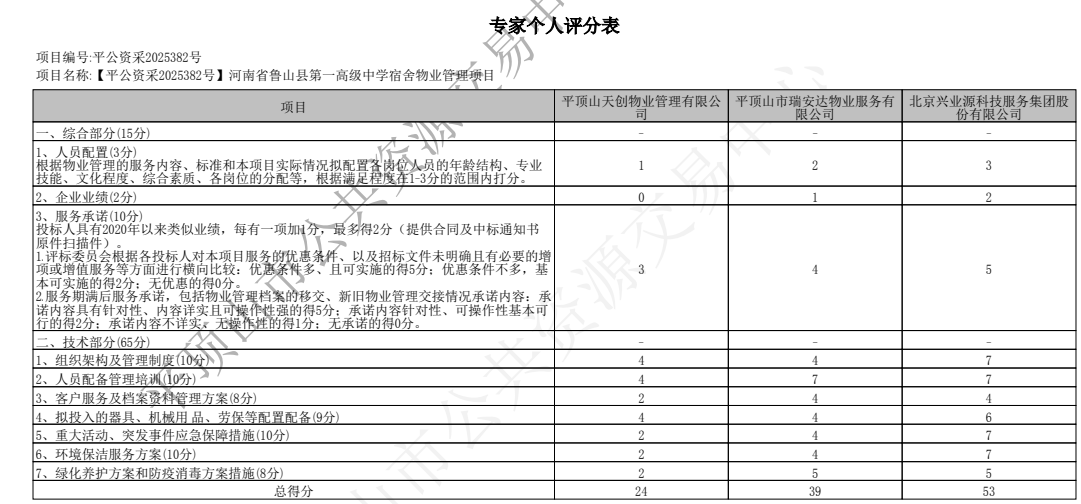 专家个人评分表
项目编号:平公资采2025382号
项目名称:【平公资采2025382号】河南省鲁山县第一高级中学宿舍物业管理项目
项目 平顶山天创物业管理有限公司 平顶山市瑞安达物业服务有限公司 北京兴业源科技服务集团股份有限公司
一、综合部分(15分) - - -
1、人员配置(3分)
根据物业管理的服务内容、标准和本项目实际情况拟配置各岗位人员的年龄结构、专业
技能、文化程度、综合素质、各岗位的分配等，根据满足程度在1-3分的范围内打分。 1 2 3
2、企业业绩(2分) 0 1 2
3、服务承诺(10分)
投标人具有2020年以来类似业绩，每有一项加1分，最多得2分（提供合同及中标通知书
原件扫描件）。
1.评标委员会根据各投标人对本项目服务的优惠条件、以及招标文件未明确且有必要的增
项或增值服务等方面进行横向比较：优惠条件多、且可实施的得5分；优惠条件不多，基
本可实施的得2分；无优惠的得0分。 3 4 5
2.服务期满后服务承诺，包括物业管理档案的移交、新旧物业管理交接情况承诺内容：承
诺内容具有针对性、内容详实且可操作性强的得5分；承诺内容针对性、可操作性基本可
行的得2分；承诺内容不详实、无操作性的得1分；无承诺的得0分。
二、技术部分(65分) - - -
1、组织架构及管理制度(10分) 4 4 7
2、人员配备管理培训(10分) 4 7 7
3、客户服务及档案资料管理方案(8分) 2 4 4
4、拟投入的器具、机械用 品、劳保等配置配备(9分) 4 4 6
5、重大活动、突发事件应急保障措施(10分) 2 4 7
6、环境保洁服务方案(10分) 2 4 7
7、绿化养护方案和防疫消毒方案措施(8分) 2 5 5
总得分 24 39 53
平顶山市公共资源交易中心
山市公共资源交易中心